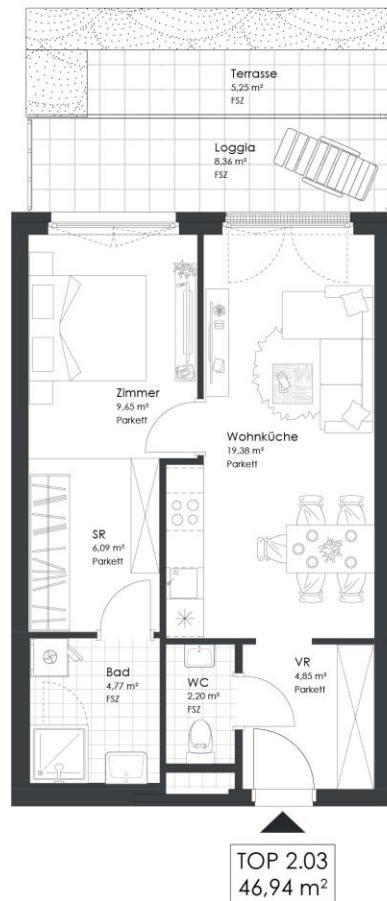 Terrasse
5,25 m²
FSZ
Loggia
8,36 m²
FSZ
Zimmer
9,65 m²
Parkett
Wohnküche
19,38 m²
Parkett
SR
6,09 m²
Parkett
Bad
4,77 m²
FSZ
WC
2,20 m²
FSZ
VR
4,85 m²
Parkett
TOP 2.03
46,94 m²